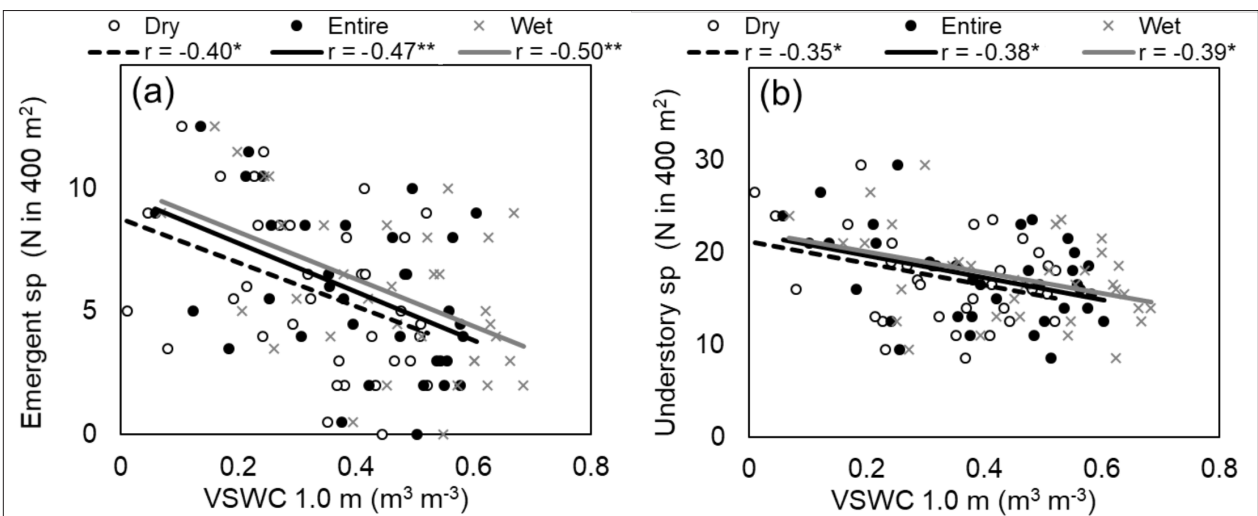 Dry Entire Wet
r = -0.40* r = -0.47** r = -0.50**
(a)
Emergent sp (N in 400 m²)
10
5
0
0 0.2 0.4 0.6 0.8
VSWC 1.0 m (m³ m⁻³)
Dry Entire Wet
r = -0.35* r = -0.38* r = -0.39*
(b)
Understory sp (N in 400 m²)
30
20
10
0
0 0.2 0.4 0.6 0.8
VSWC 1.0 m (m³ m⁻³)